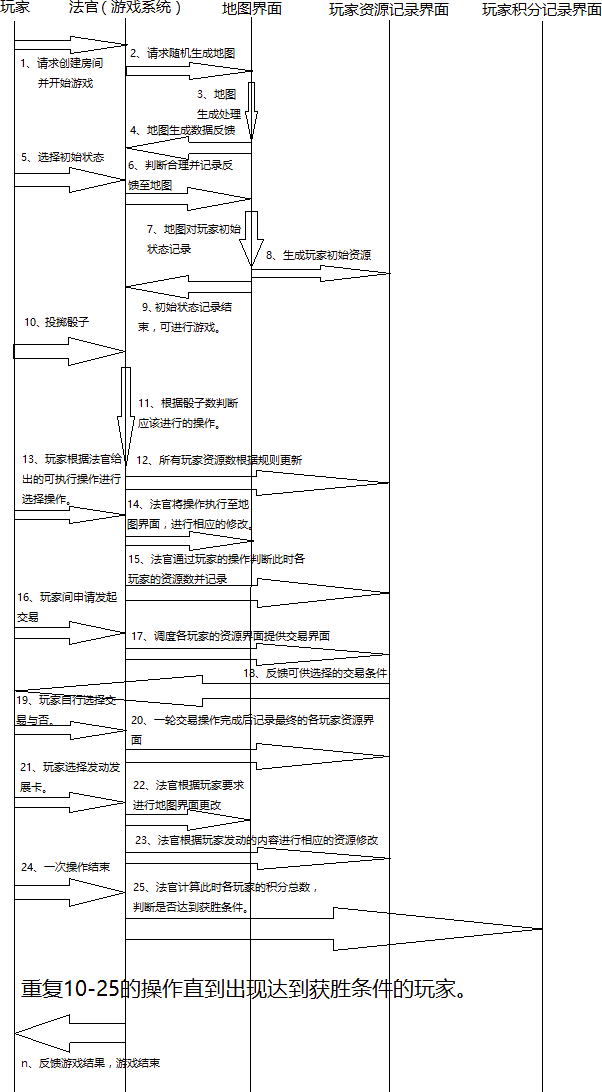 玩家
法官（游戏系统）
地图界面
玩家资源记录界面
玩家积分记录界面
1、请求创建房间
并开始游戏
2、请求随机生成地图
3、地图
生成处理
4、地图生成数据反馈
5、选择初始状态
6、判断合理并记录反
馈至地图
7、地图对玩家初始
状态记录
8、生成玩家初始资源
9、初始状态记录结
束，可进行游戏。
10、投掷骰子
11、根据骰子数判断
应该进行的操作。
12、所有玩家资源数根据规则更新
13、玩家根据法官给
出的可执行操作进行
选择操作。
14、法官将操作执行至地
图界面，进行相应的修改。
15、法官通过玩家的操作判断此时各
玩家的资源数并记录
16、玩家间申请发起
交易
17、调度各玩家的资源界面提供交易界面
18、反馈可供选择的交易条件
19、玩家自行选择交
易与否。
20、一轮交易操作完成后记录最终的各玩家资源界
面
21、玩家选择发动发
展卡。
22、法官根据玩家要求
进行地图界面更改
23、法官根据玩家发动的内容进行相应的资源修改
24、一次操作结束
25、法官计算此时各玩家的积分总数，
判断是否达到获胜条件。
重复10-25的操作直到出现达到获胜条件的玩家。
n、反馈游戏结果，游戏结束